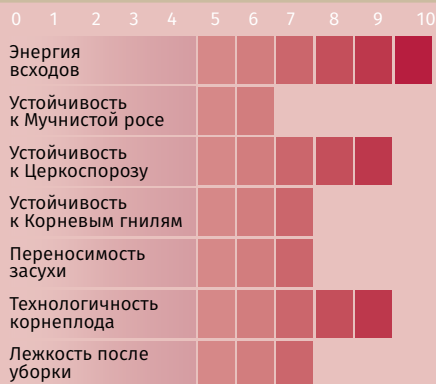 0 1 2 3 4 5 6 7 8 9 10
Энергия
всходов
Устойчивость
к Мучнистой росе
Устойчивость
к Церкоспорозу
Устойчивость
к Корневым гнилям
Переносимость
засухи
Технологичность
корнеплода
Лежкость после
уборки